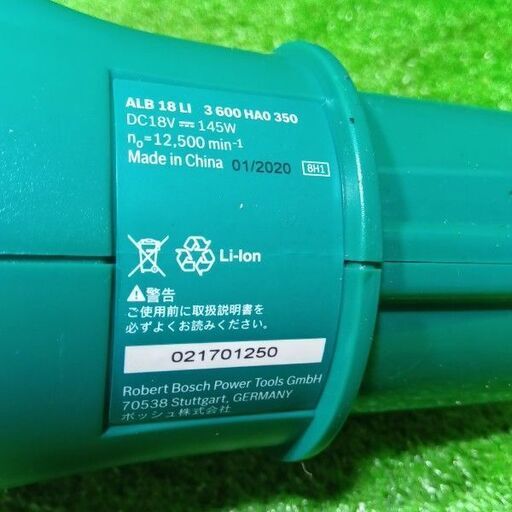 ALB 18 LI 3 600 HA0 350
DC18V ⎓ 145W
n₀=12,500 min⁻¹
Made in China 01/2020 8H1
Li-Ion
⚠警告
ご使用前に取扱説明書を
必ずよくお読みください。
021701250
Robert Bosch Power Tools GmbH
70538 Stuttgart, GERMANY
ボッシュ株式会社